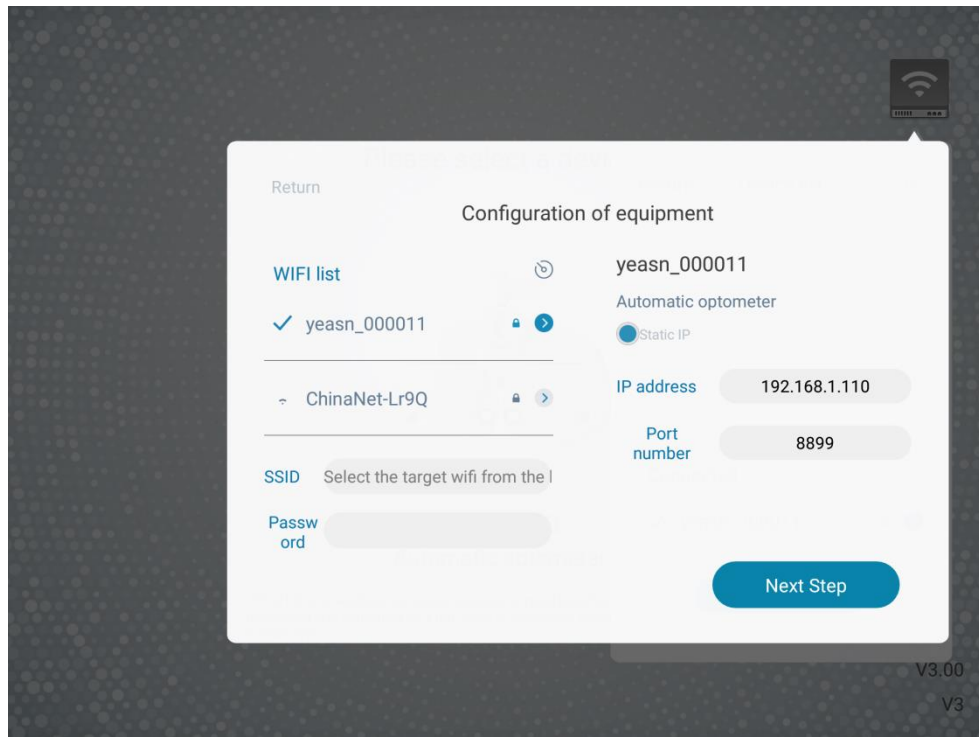 Return
Configuration of equipment
WIFI list
yeasn_000011
ChinaNet-Lr9Q
SSID Select the target wifi from the l
Passw
ord
yeasn_000011
Automatic optometer
Static IP
IP address 192.168.1.110
Port
number
8899
Next Step
V3.00
V3